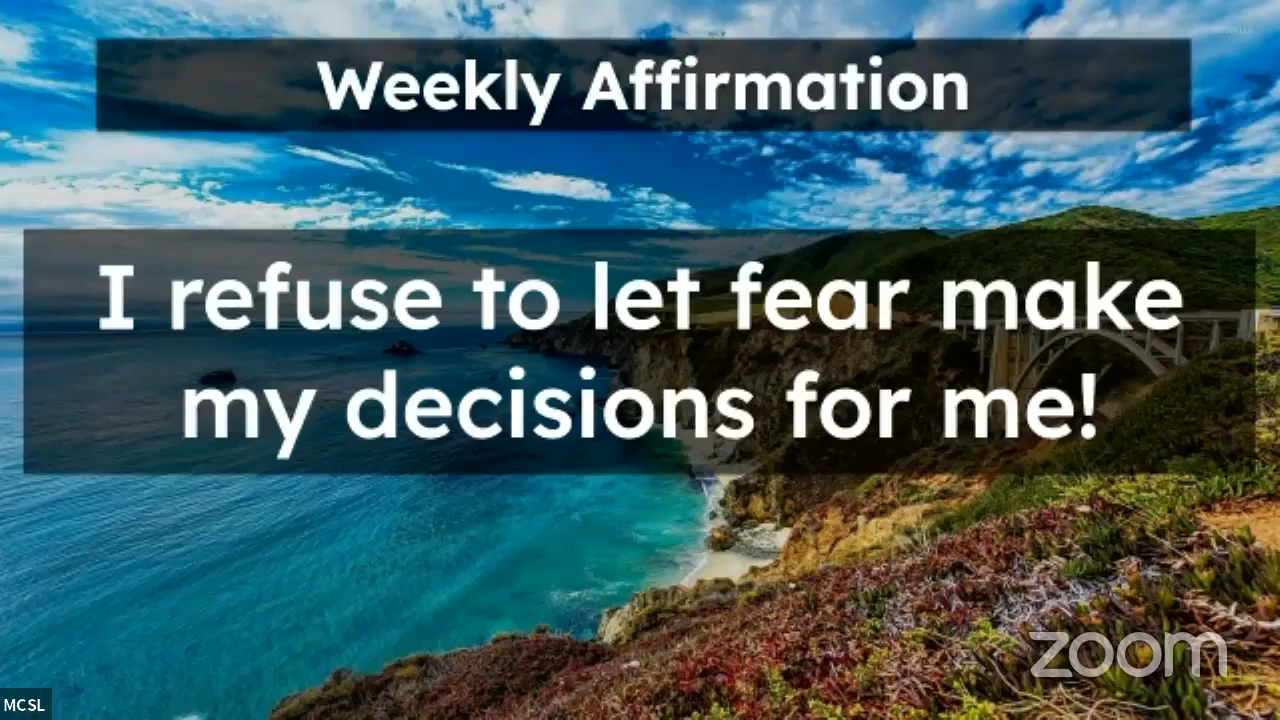 Weekly Affirmation
I refuse to let fear make
my decisions for me!
zoom
MCSL